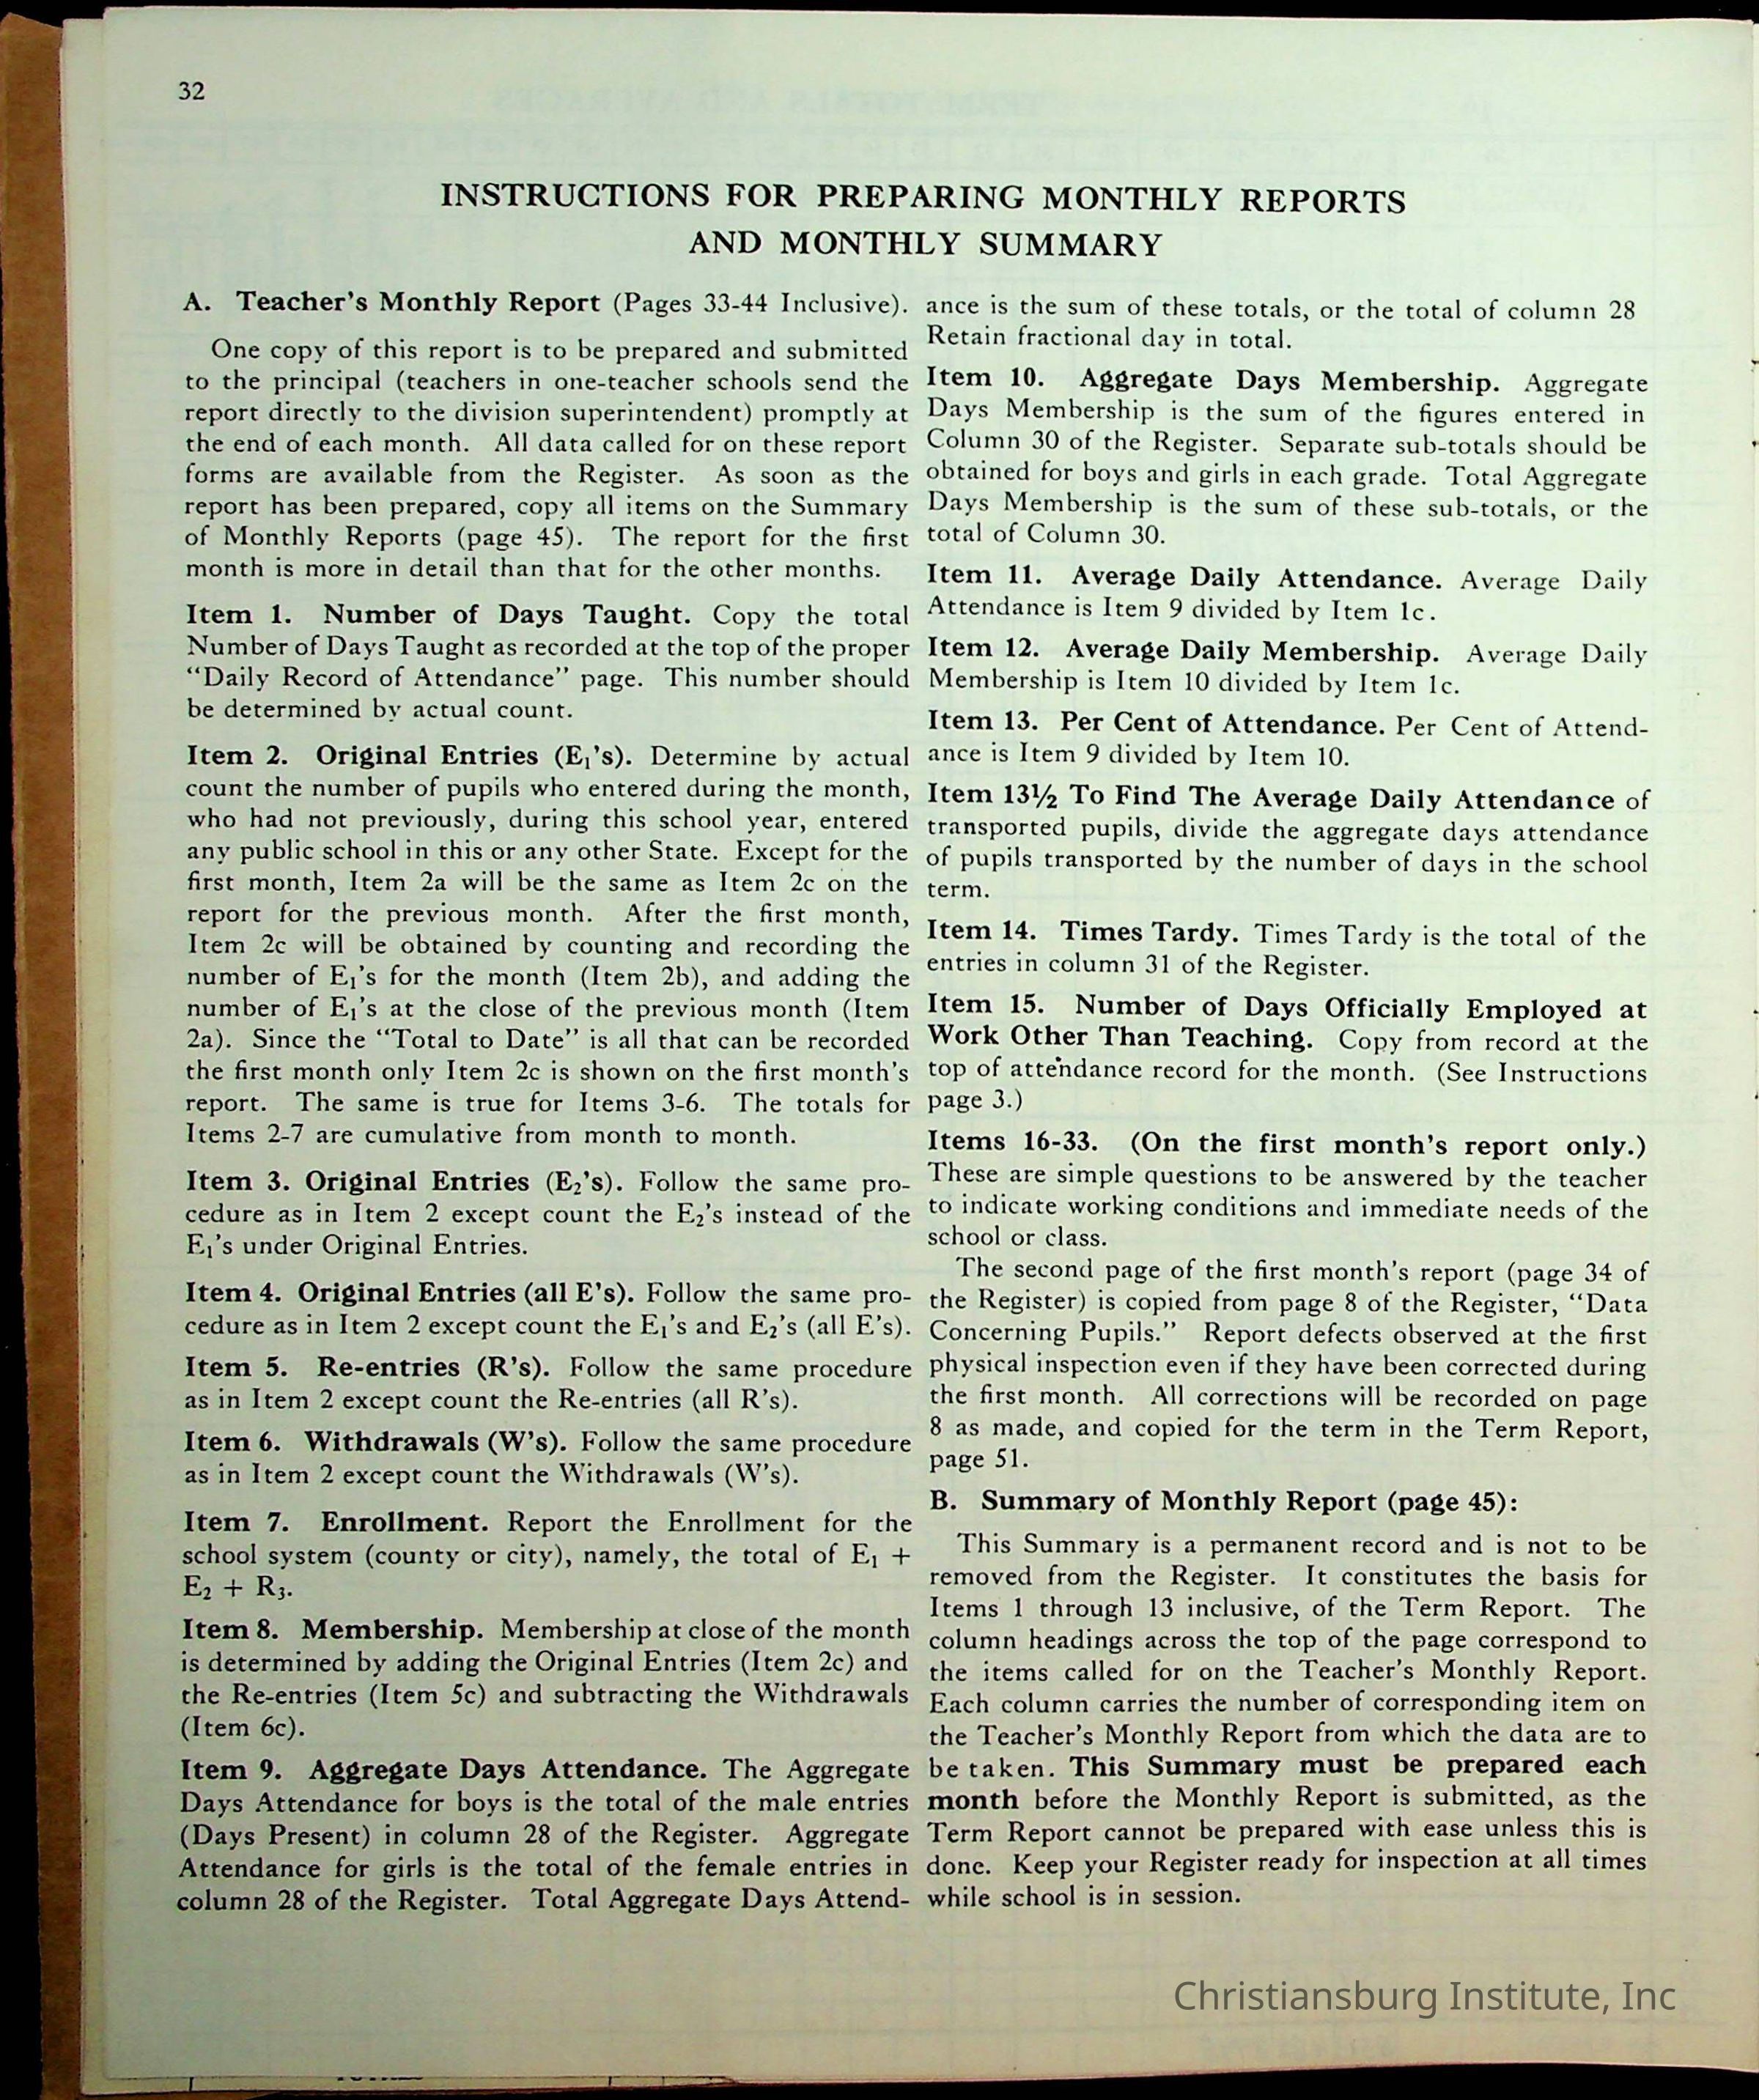 32
INSTRUCTIONS FOR PREPARING MONTHLY REPORTS
AND MONTHLY SUMMARY
A. Teacher's Monthly Report (Pages 33-44 Inclusive).
One copy of this report is to be prepared and submitted
to the principal (teachers in one-teacher schools send the
report directly to the division superintendent) promptly at
the end of each month. All data called for on these report
forms are available from the Register. As soon as the
report has been prepared, copy all items on the Summary
of Monthly Reports (page 45). The report for the first
month is more in detail than that for the other months.
Item 1. Number of Days Taught. Copy the total
Number of Days Taught as recorded at the top of the proper
“Daily Record of Attendance” page. This number should
be determined by actual count.
Item 2. Original Entries (E₁'s). Determine by actual
count the number of pupils who entered during the month,
who had not previously, during this school year, entered
any public school in this or any other State. Except for the
first month, Item 2a will be the same as Item 2c on the
report for the previous month. After the first month,
Item 2c will be obtained by counting and recording the
number of E₁'s for the month (Item 2b), and adding the
number of E₁'s at the close of the previous month (Item
2a). Since the “Total to Date” is all that can be recorded
the first month only Item 2c is shown on the first month's
report. The same is true for Items 3-6. The totals for
Items 2-7 are cumulative from month to month.
Item 3. Original Entries (E₂'s). Follow the same pro-
cedure as in Item 2 except count the E₂'s instead of the
E₁'s under Original Entries.
Item 4. Original Entries (all E's). Follow the same pro-
cedure as in Item 2 except count the E₁'s and E₂'s (all E's).
Item 5. Re-entries (R's). Follow the same procedure
as in Item 2 except count the Re-entries (all R's).
Item 6. Withdrawals (W's). Follow the same procedure
as in Item 2 except count the Withdrawals (W's).
Item 7. Enrollment. Report the Enrollment for the
school system (county or city), namely, the total of E₁ +
E₂ + R₃.
Item 8. Membership. Membership at close of the month
is determined by adding the Original Entries (Item 2c) and
the Re-entries (Item 5c) and subtracting the Withdrawals
(Item 6c).
Item 9. Aggregate Days Attendance. The Aggregate
Days Attendance for boys is the total of the male entries
(Days Present) in column 28 of the Register. Aggregate
Attendance for girls is the total of the female entries in
column 28 of the Register. Total Aggregate Days Attend-
ance is the sum of these totals, or the total of column 28
Retain fractional day in total.
Item 10. Aggregate Days Membership. Aggregate
Days Membership is the sum of the figures entered in
Column 30 of the Register. Separate sub-totals should be
obtained for boys and girls in each grade. Total Aggregate
Days Membership is the sum of these sub-totals, or the
total of Column 30.
Item 11. Average Daily Attendance. Average Daily
Attendance is Item 9 divided by Item 1c.
Item 12. Average Daily Membership. Average Daily
Membership is Item 10 divided by Item 1c.
Item 13. Per Cent of Attendance. Per Cent of Attend-
ance is Item 9 divided by Item 10.
Item 13½ To Find The Average Daily Attendance of
transported pupils, divide the aggregate days attendance
of pupils transported by the number of days in the school
term.
Item 14. Times Tardy. Times Tardy is the total of the
entries in column 31 of the Register.
Item 15. Number of Days Officially Employed at
Work Other Than Teaching. Copy from record at the
top of attendance record for the month. (See Instructions
page 3.)
Items 16-33. (On the first month's report only.)
These are simple questions to be answered by the teacher
to indicate working conditions and immediate needs of the
school or class.
The second page of the first month's report (page 34 of
the Register) is copied from page 8 of the Register, “Data
Concerning Pupils.” Report defects observed at the first
physical inspection even if they have been corrected during
the first month. All corrections will be recorded on page
8 as made, and copied for the term in the Term Report,
page 51.
B. Summary of Monthly Report (page 45):
This Summary is a permanent record and is not to be
removed from the Register. It constitutes the basis for
Items 1 through 13 inclusive, of the Term Report. The
column headings across the top of the page correspond to
the items called for on the Teacher's Monthly Report.
Each column carries the number of corresponding item on
the Teacher's Monthly Report from which the data are to
be taken. This Summary must be prepared each
month before the Monthly Report is submitted, as the
Term Report cannot be prepared with ease unless this is
done. Keep your Register ready for inspection at all times
while school is in session.
Christiansburg Institute, Inc